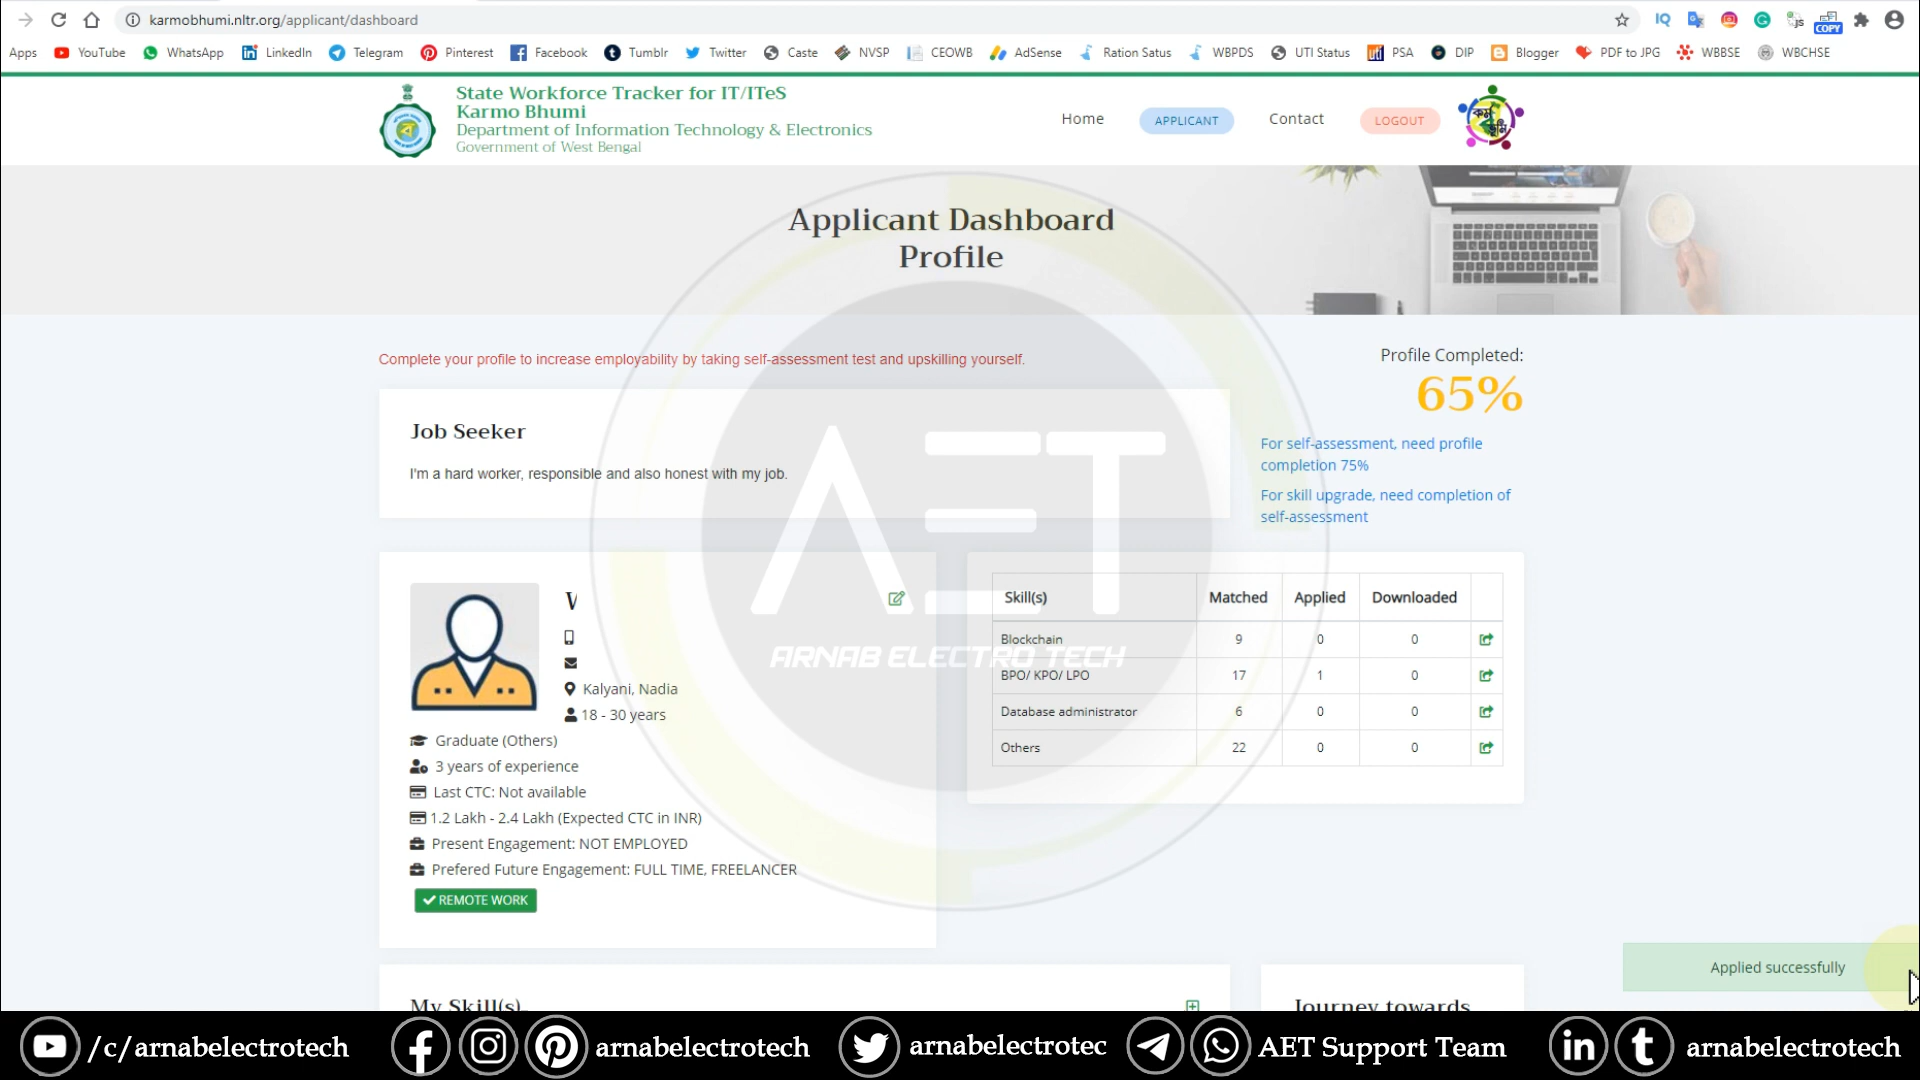 karmobhumi.nltr.org/applicant/dashboard
IQ
JS
COPY
Apps YouTube WhatsApp LinkedIn Telegram Pinterest Facebook Tumblr Twitter Caste NVSP CEOWB AdSense Ration Satus WBPDS UTI Status PSA DIP Blogger PDF to JPG WBBSE WBCHSE
State Workforce Tracker for IT/ITeS
Karmo Bhumi
Department of Information Technology & Electronics
Government of West Bengal
Home APPLICANT Contact LOGOUT
কর্ম
ভূমি
Applicant Dashboard
Profile
Complete your profile to increase employability by taking self-assessment test and upskilling yourself.
Profile Completed:
65%
For self-assessment, need profile
completion 75%
For skill upgrade, need completion of
self-assessment
Job Seeker
I'm a hard worker, responsible and also honest with my job.
AET
ARNAB ELECTRO TECH
Kalyani, Nadia
18 - 30 years
Graduate (Others)
3 years of experience
Last CTC: Not available
1.2 Lakh - 2.4 Lakh (Expected CTC in INR)
Present Engagement: NOT EMPLOYED
Prefered Future Engagement: FULL TIME, FREELANCER
REMOTE WORK
Skill(s) Matched Applied Downloaded
Blockchain 9 0 0
BPO/ KPO/ LPO 17 1 0
Database administrator 6 0 0
Others 22 0 0
Applied successfully
My Skill(s)
Journey towards
/c/arnabelectrotech arnabelectrotech arnabelectrotec AET Support Team arnabelectrotech